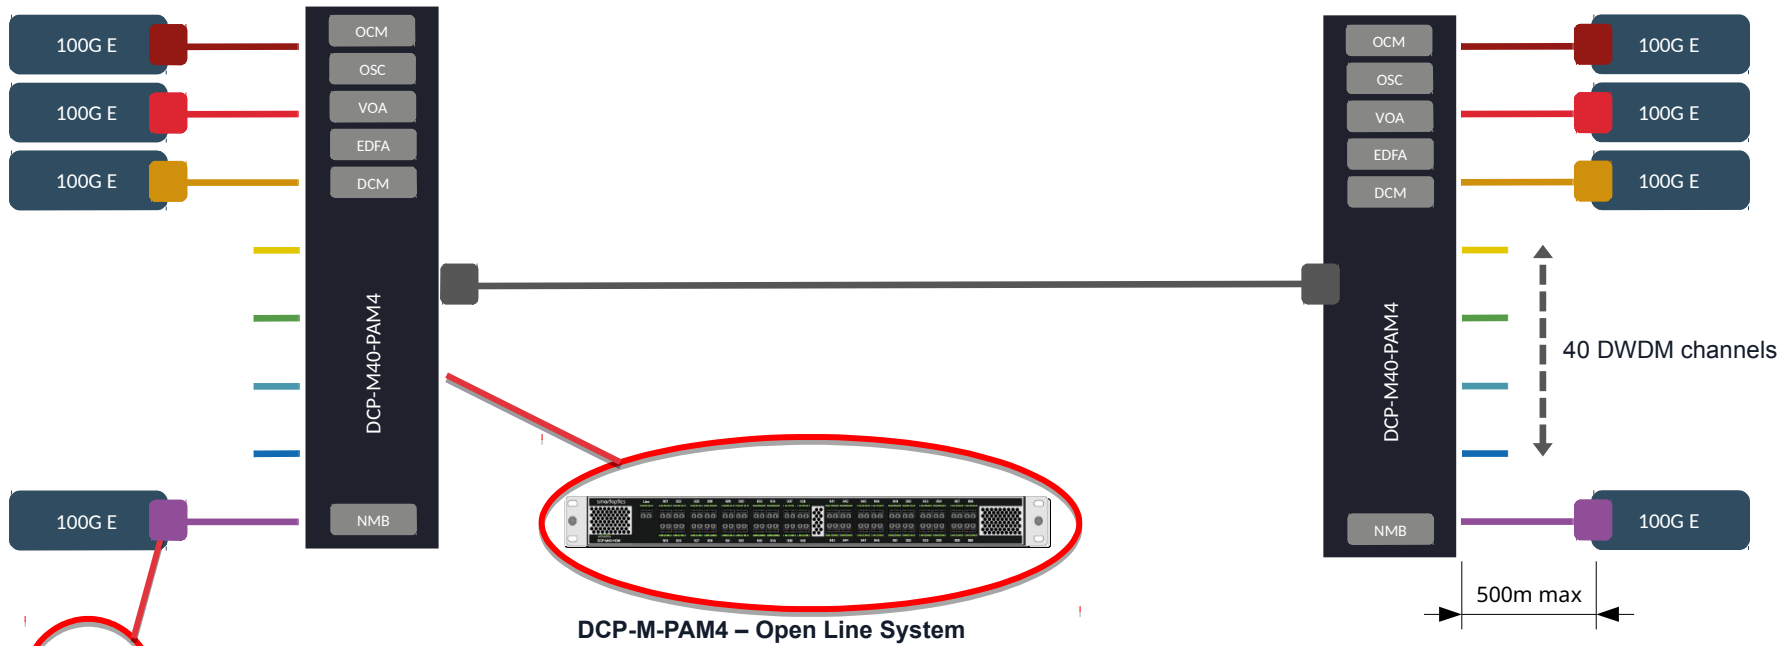 100G E
100G E
100G E
100G E
OCM
OSC
VOA
EDFA
DCM
DCP-M40-PAM4
NMB
smartoptics
DCP-M-PAM4 – Open Line System
OCM
OSC
VOA
EDFA
DCM
DCP-M40-PAM4
NMB
100G E
100G E
100G E
40 DWDM channels
100G E
500m max